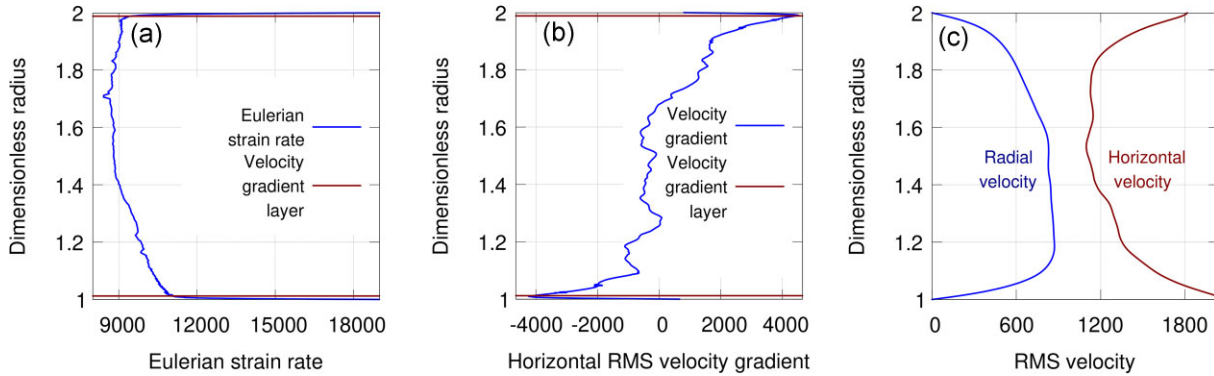 (a)
Dimensionless radius
2
1.8
1.6
1.4
1.2
1
Eulerian
strain rate
Velocity
gradient
layer
9000 12000 15000 18000
Eulerian strain rate
(b)
Dimensionless radius
2
1.8
1.6
1.4
1.2
1
Velocity
gradient
Velocity
gradient
layer
-4000 -2000 0 2000 4000
Horizontal RMS velocity gradient
(c)
Dimensionless radius
2
1.8
1.6
1.4
1.2
1
Radial
velocity
Horizontal
velocity
0 600 1200 1800
RMS velocity